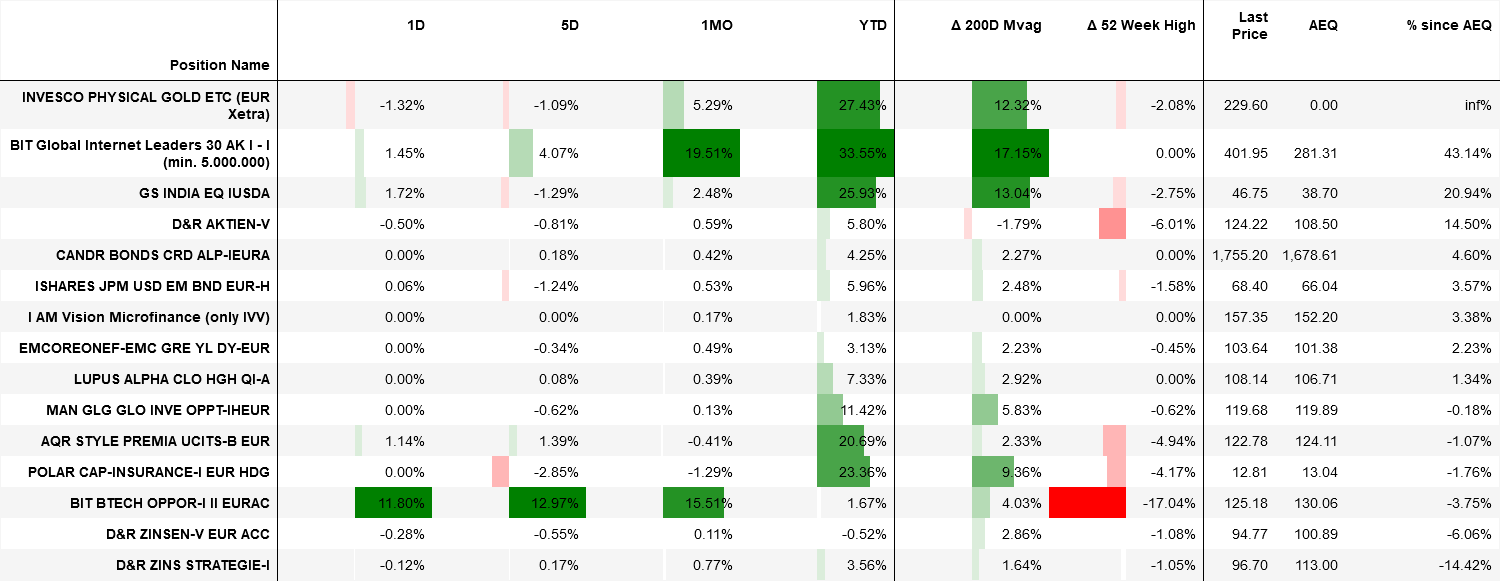 Position Name 1D 5D 1MO YTD Δ 200D Mvag Δ 52 Week High Last Price AEQ % since AEQ
INVESCO PHYSICAL GOLD ETC (EUR Xetra) -1.32% -1.09% 5.29% 27.43% 12.32% -2.08% 229.60 0.00 inf%
BIT Global Internet Leaders 30 AK I - I (min. 5.000.000) 1.45% 4.07% 19.51% 33.55% 17.15% 0.00% 401.95 281.31 43.14%
GS INDIA EQ IUSDA 1.72% -1.29% 2.48% 25.93% 13.04% -2.75% 46.75 38.70 20.94%
D&R AKTIEN-V -0.50% -0.81% 0.59% 5.80% -1.79% -6.01% 124.22 108.50 14.50%
CANDR BONDS CRD ALP-IEURA 0.00% 0.18% 0.42% 4.25% 2.27% 0.00% 1,755.20 1,678.61 4.60%
ISHARES JPM USD EM BND EUR-H 0.06% -1.24% 0.53% 5.96% 2.48% -1.58% 68.40 66.04 3.57%
I AM Vision Microfinance (only IVV) 0.00% 0.00% 0.17% 1.83% 0.00% 0.00% 157.35 152.20 3.38%
EMCOREONEF-EMC GRE YL DY-EUR 0.00% -0.34% 0.49% 3.13% 2.23% -0.45% 103.64 101.38 2.23%
LUPUS ALPHA CLO HGH QI-A 0.00% 0.08% 0.39% 7.33% 2.92% 0.00% 108.14 106.71 1.34%
MAN GLG GLO INVE OPPT-IHEUR 0.00% -0.62% 0.13% 11.42% 5.83% -0.62% 119.68 119.89 -0.18%
AQR STYLE PREMIA UCITS-B EUR 1.14% 1.39% -0.41% 20.69% 2.33% -4.94% 122.78 124.11 -1.07%
POLAR CAP-INSURANCE-I EUR HDG 0.00% -2.85% -1.29% 23.36% 9.36% -4.17% 12.81 13.04 -1.76%
BIT BTECH OPPOR-I II EURAC 11.80% 12.97% 15.51% 1.67% 4.03% -17.04% 125.18 130.06 -3.75%
D&R ZINSEN-V EUR ACC -0.28% -0.55% 0.11% -0.52% 2.86% -1.08% 94.77 100.89 -6.06%
D&R ZINS STRATEGIE-I -0.12% 0.17% 0.77% 3.56% 1.64% -1.05% 96.70 113.00 -14.42%